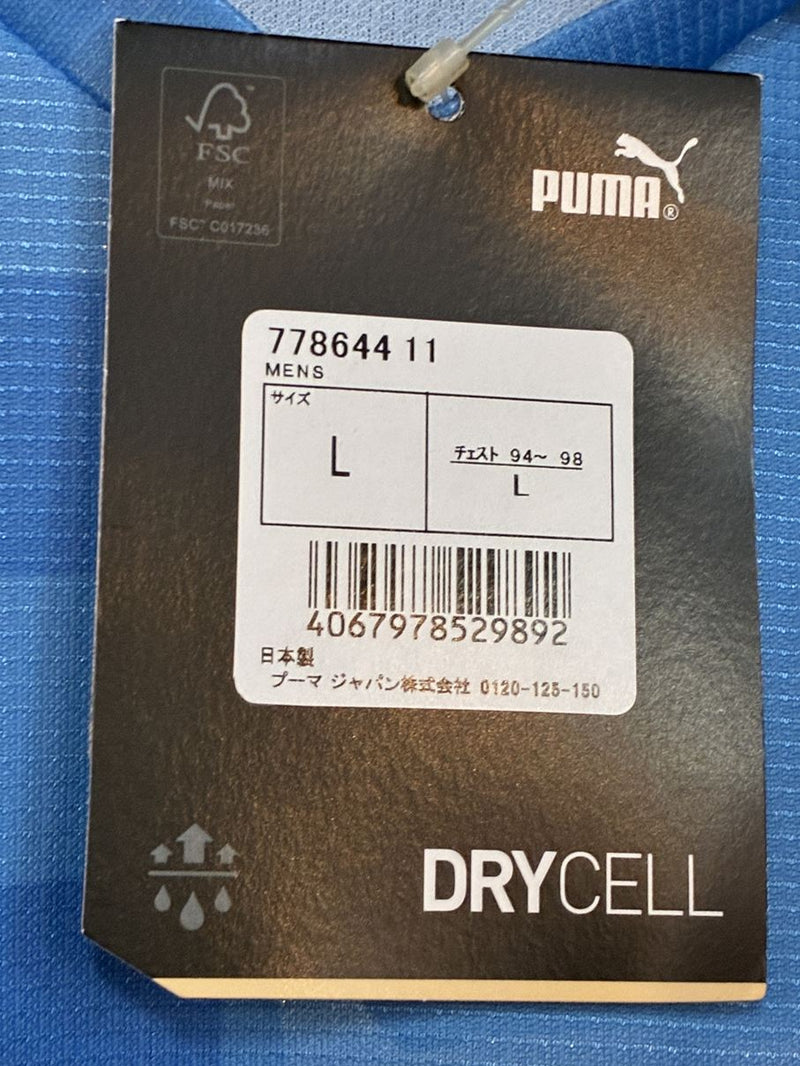 FSC
MIX
Paper
FSC™ C017236
PUMA®
778644 11
MENS
サイズ
L
チェスト 94～ 98
L
4067978529892
日本製
プーマ ジャパン株式会社 0120-125-150
DRYCELL